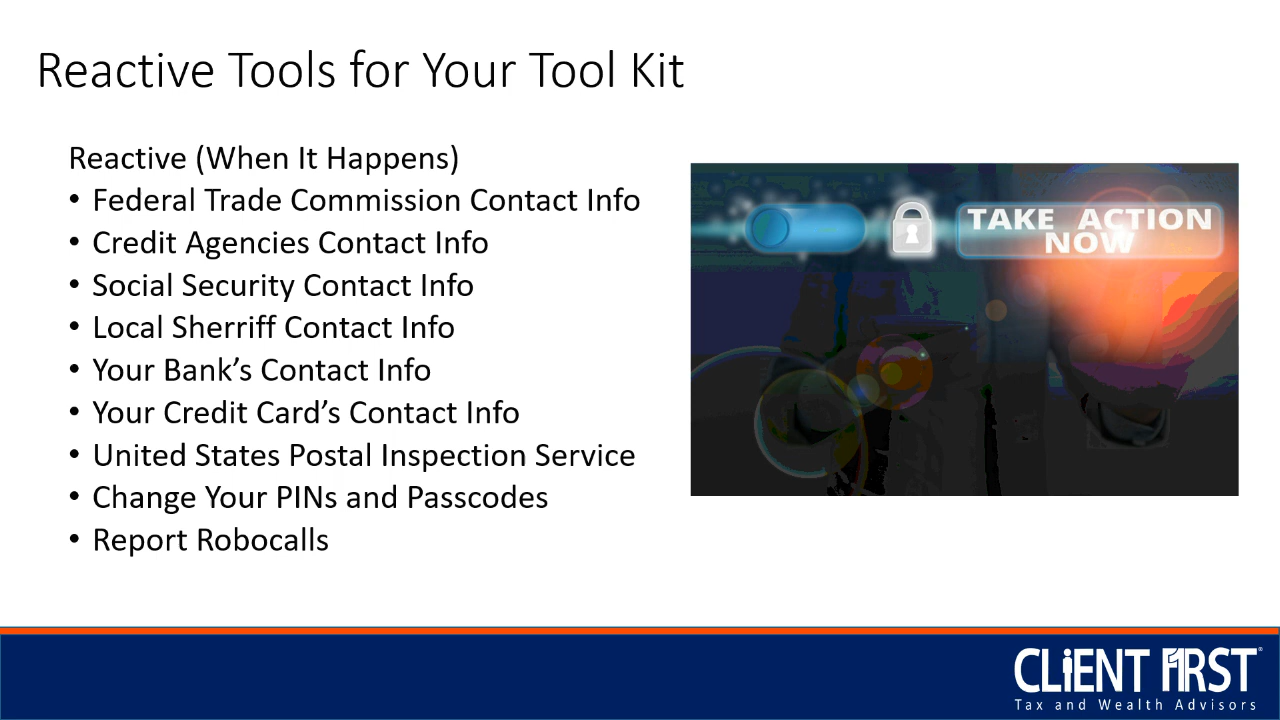 Reactive Tools for Your Tool Kit
Reactive (When It Happens)
• Federal Trade Commission Contact Info
• Credit Agencies Contact Info
• Social Security Contact Info
• Local Sherriff Contact Info
• Your Bank’s Contact Info
• Your Credit Card’s Contact Info
• United States Postal Inspection Service
• Change Your PINs and Passcodes
• Report Robocalls
TAKE ACTION
NOW
CLiENT F1RST®
Tax and Wealth Advisors